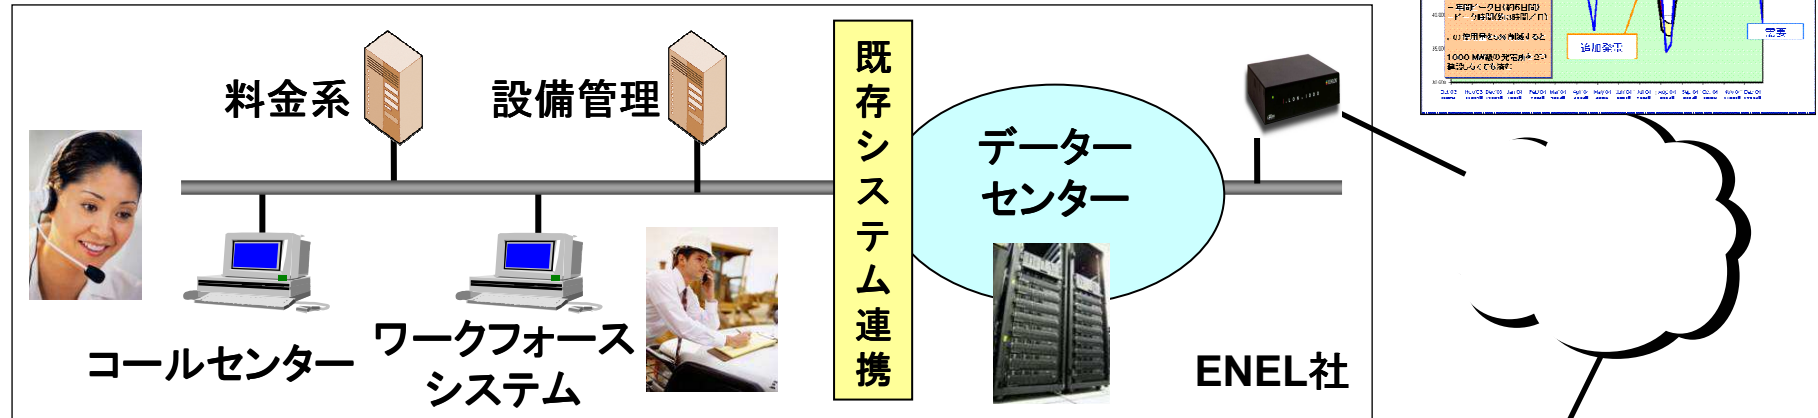 料金系
設備管理
既存システム連携
データー
センター
コールセンター
ワークフォース
システム
ENEL社
i.LON.1000
追加発電
需要